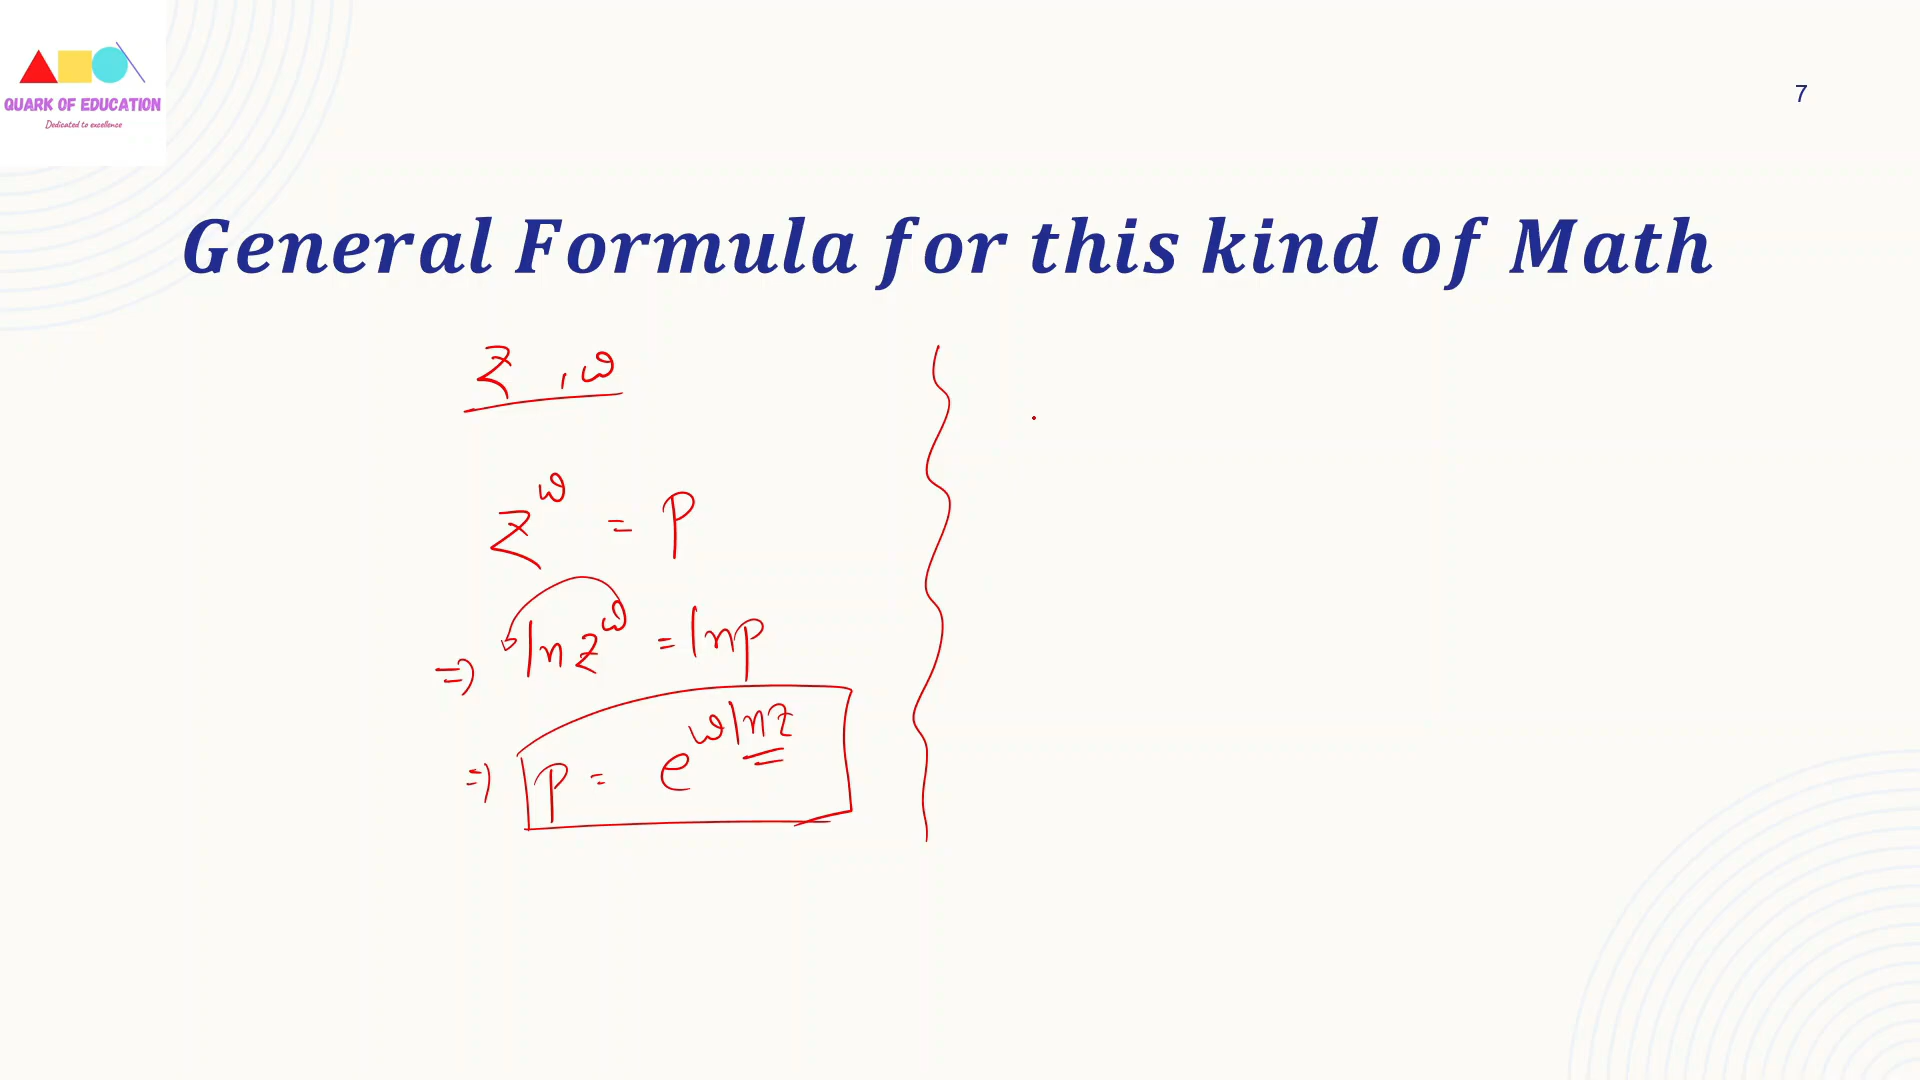 QUARK OF EDUCATION
Dedicated to excellence
7
General Formula for this kind of Math
z , ω
z^ω = P
⇒ ln z^ω = ln p
⇒ P = e^{ω ln z}